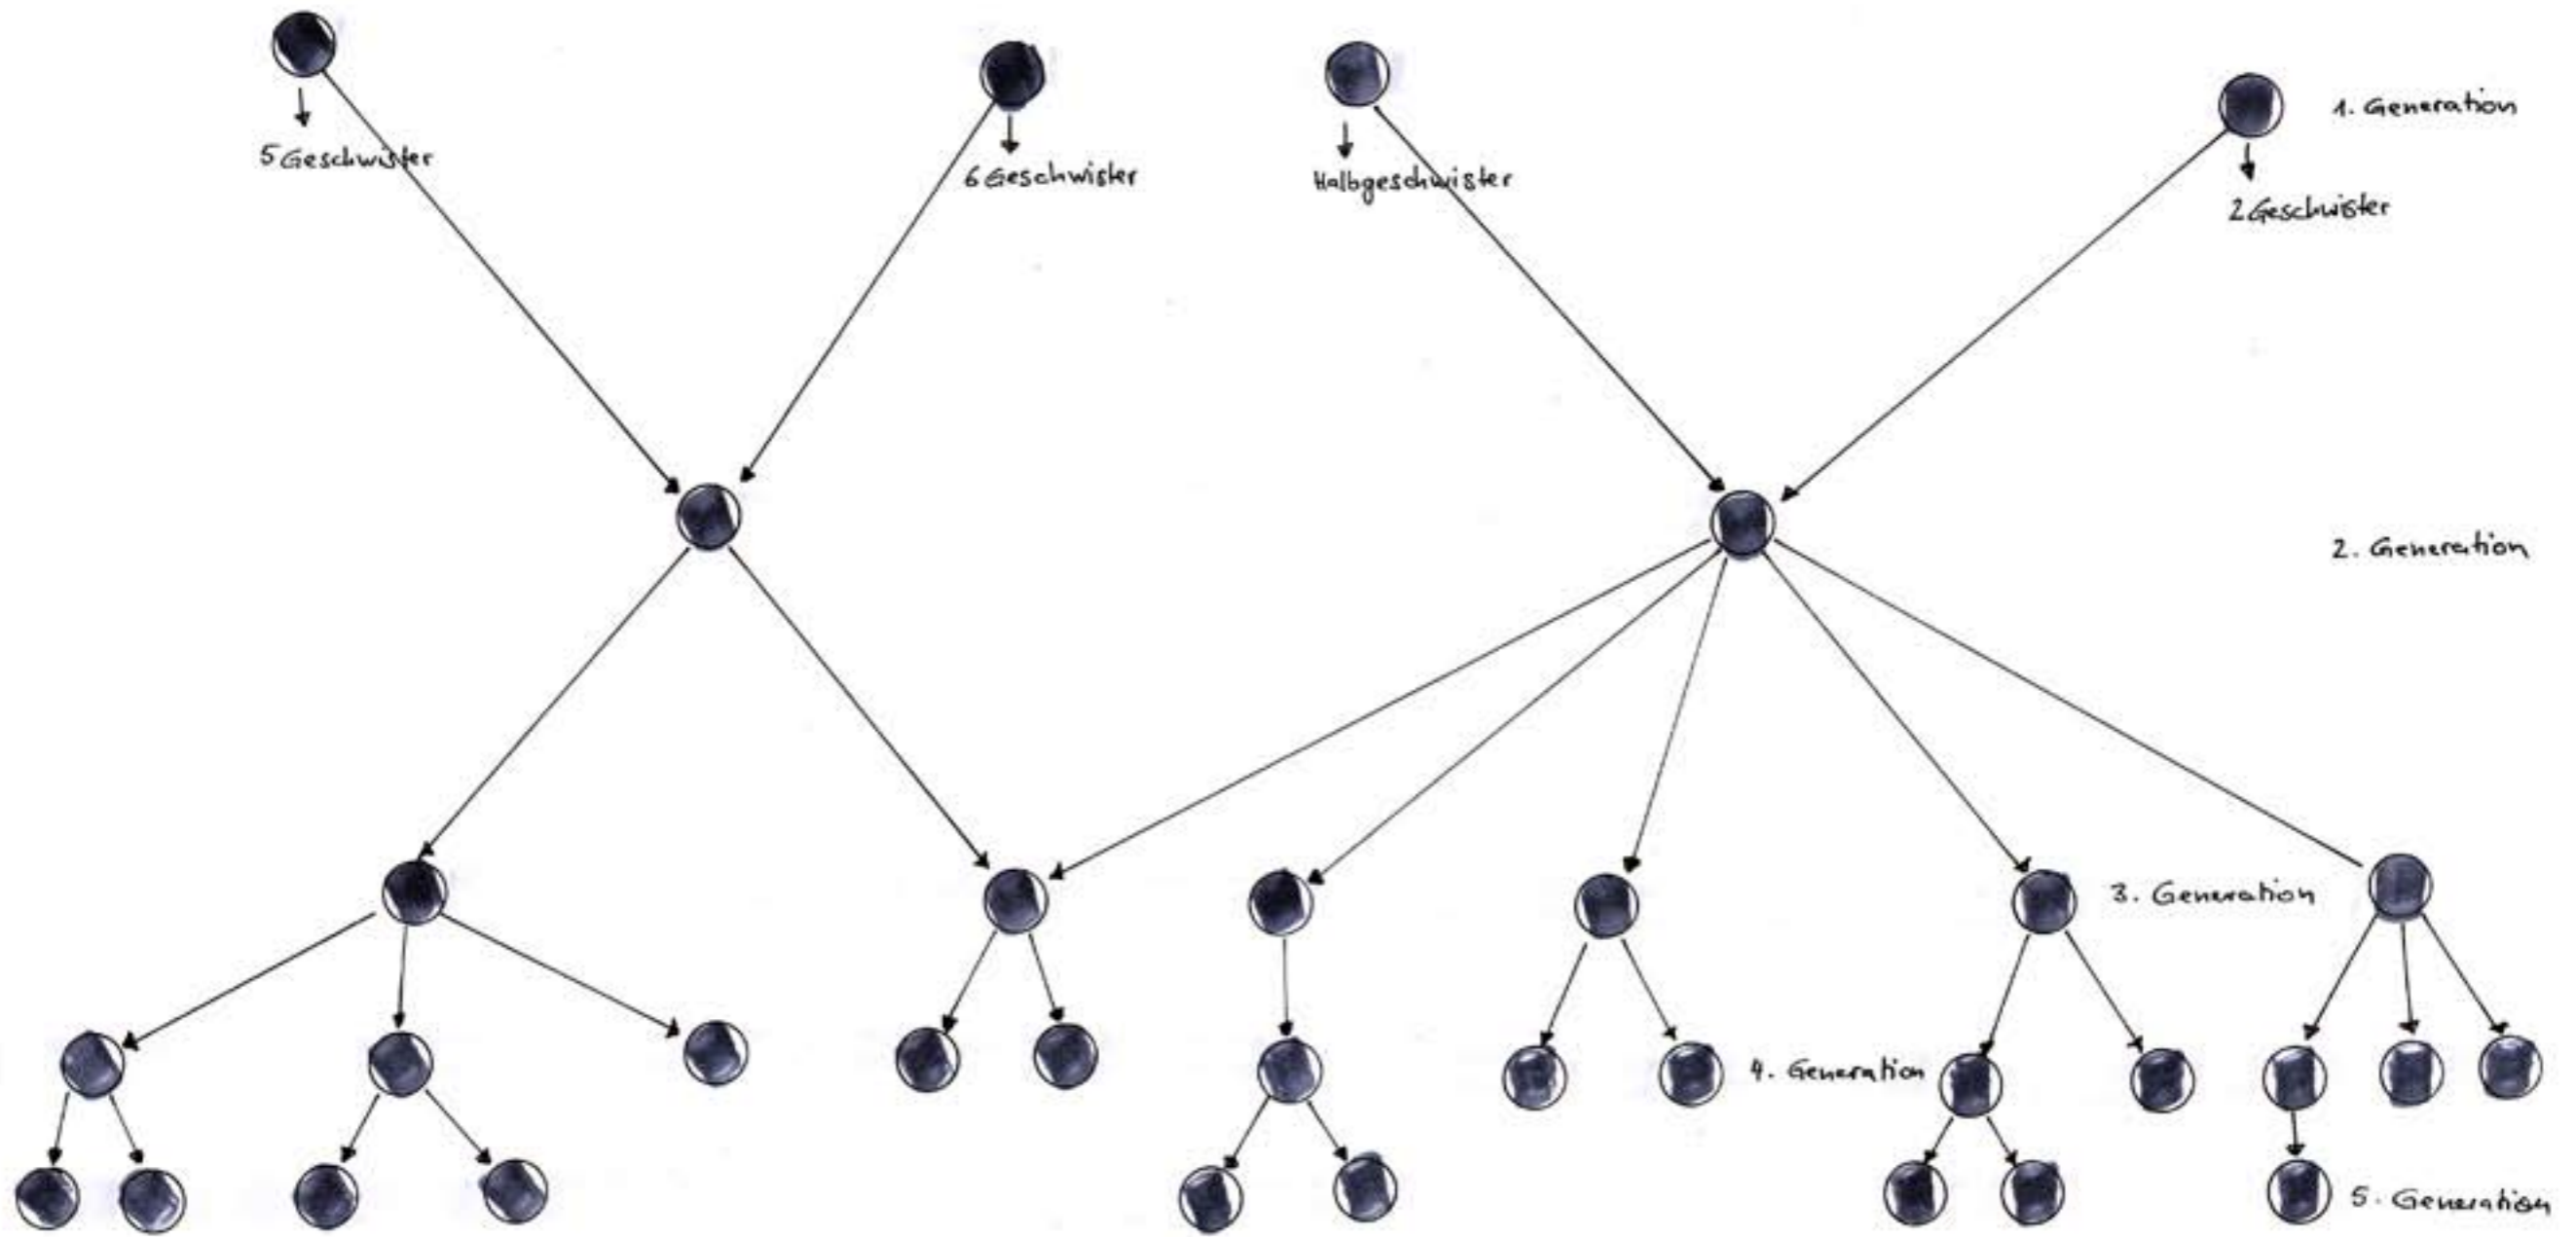 1. Generation
5 Geschwister
6 Geschwister
Halbgeschwister
2 Geschwister
2. Generation
3. Generation
4. Generation
5. Generation